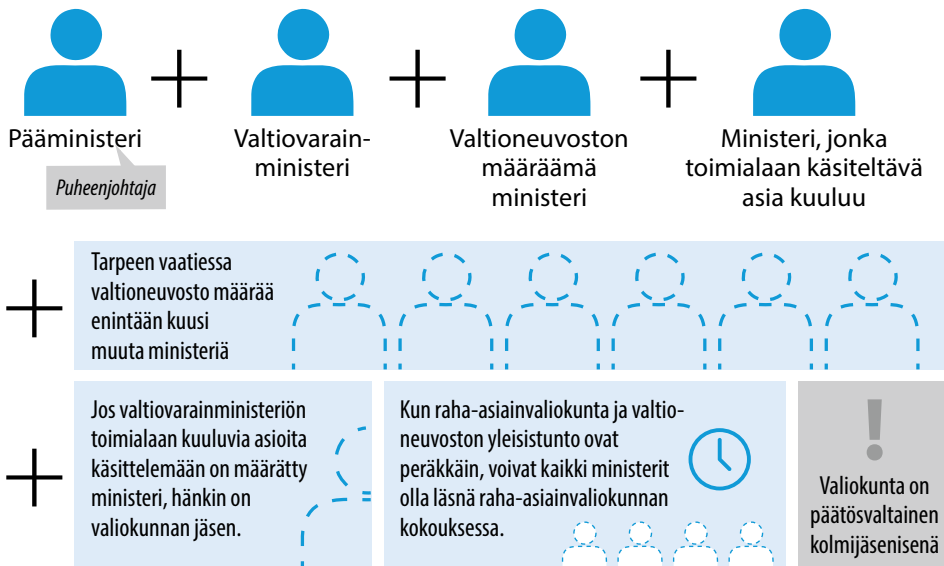 Pääministeri
Puheenjohtaja
Valtiovarain-
ministeri
Valtioneuvoston
määräämä
ministeri
Ministeri, jonka
toimialaan käsiteltävä
asia kuuluu
Tarpeen vaatiessa
valtioneuvosto määrää
enintään kuusi
muuta ministeriä
Jos valtiovarainministeriön
toimialaan kuuluvia asioita
käsittelemään on määrätty
ministeri, hänkin on
valiokunnan jäsen.
Kun raha-asiainvaliokunta ja valtio-
neuvoston yleisistunto ovat
peräkkäin, voivat kaikki ministerit
olla läsnä raha-asiainvaliokunnan
kokouksessa.
!
Valiokunta on
päätösvaltainen
kolmijäsenisenä